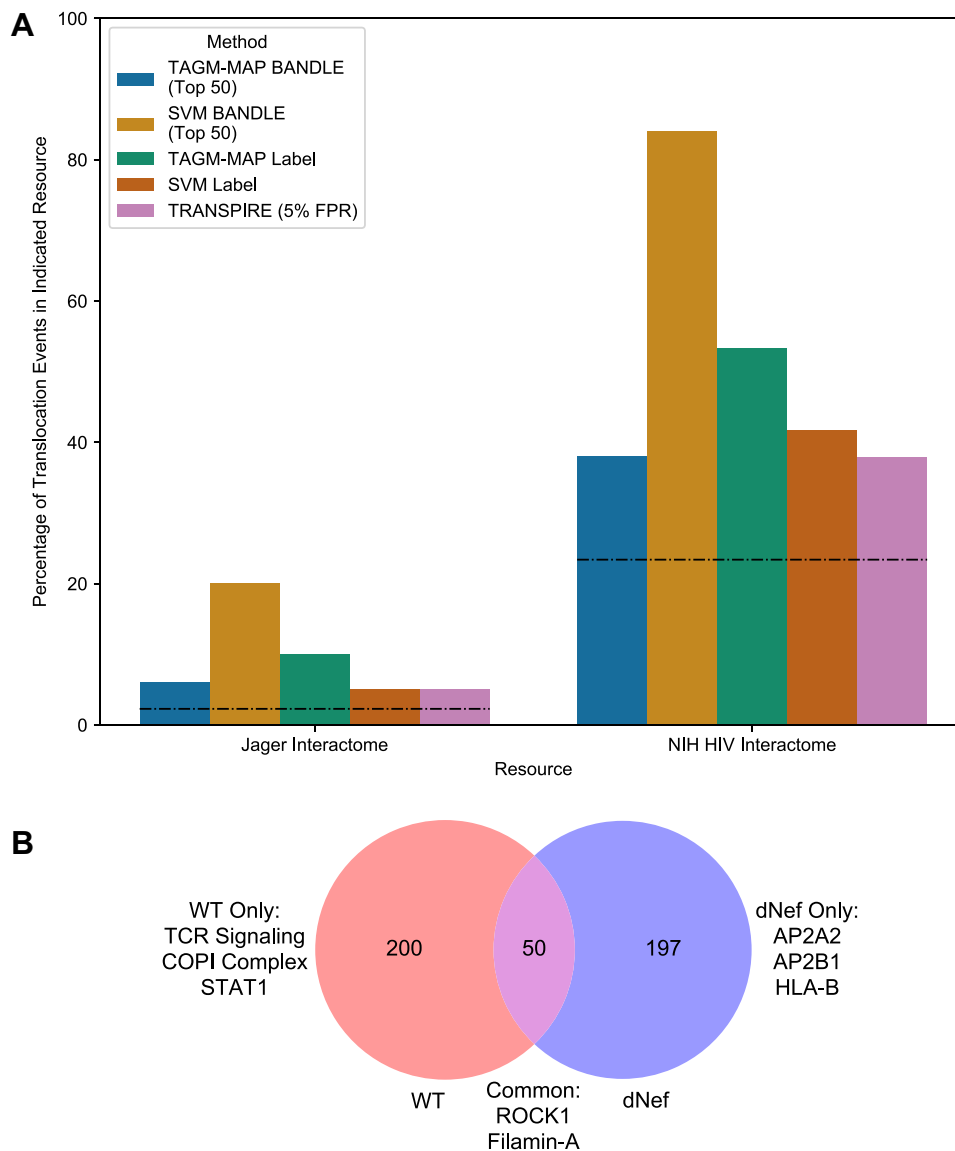 A
100
80
60
40
20
0
Percentage of Translocation Events in Indicated Resource
Method
TAGM-MAP BANDLE
(Top 50)
SVM BANDLE
(Top 50)
TAGM-MAP Label
SVM Label
TRANSPIRE (5% FPR)
Jager Interactome
NIH HIV Interactome
Resource
B
WT Only:
TCR Signaling
COPI Complex
STAT1
200
50
197
dNef Only:
AP2A2
AP2B1
HLA-B
WT
Common:
ROCK1
Filamin-A
dNef